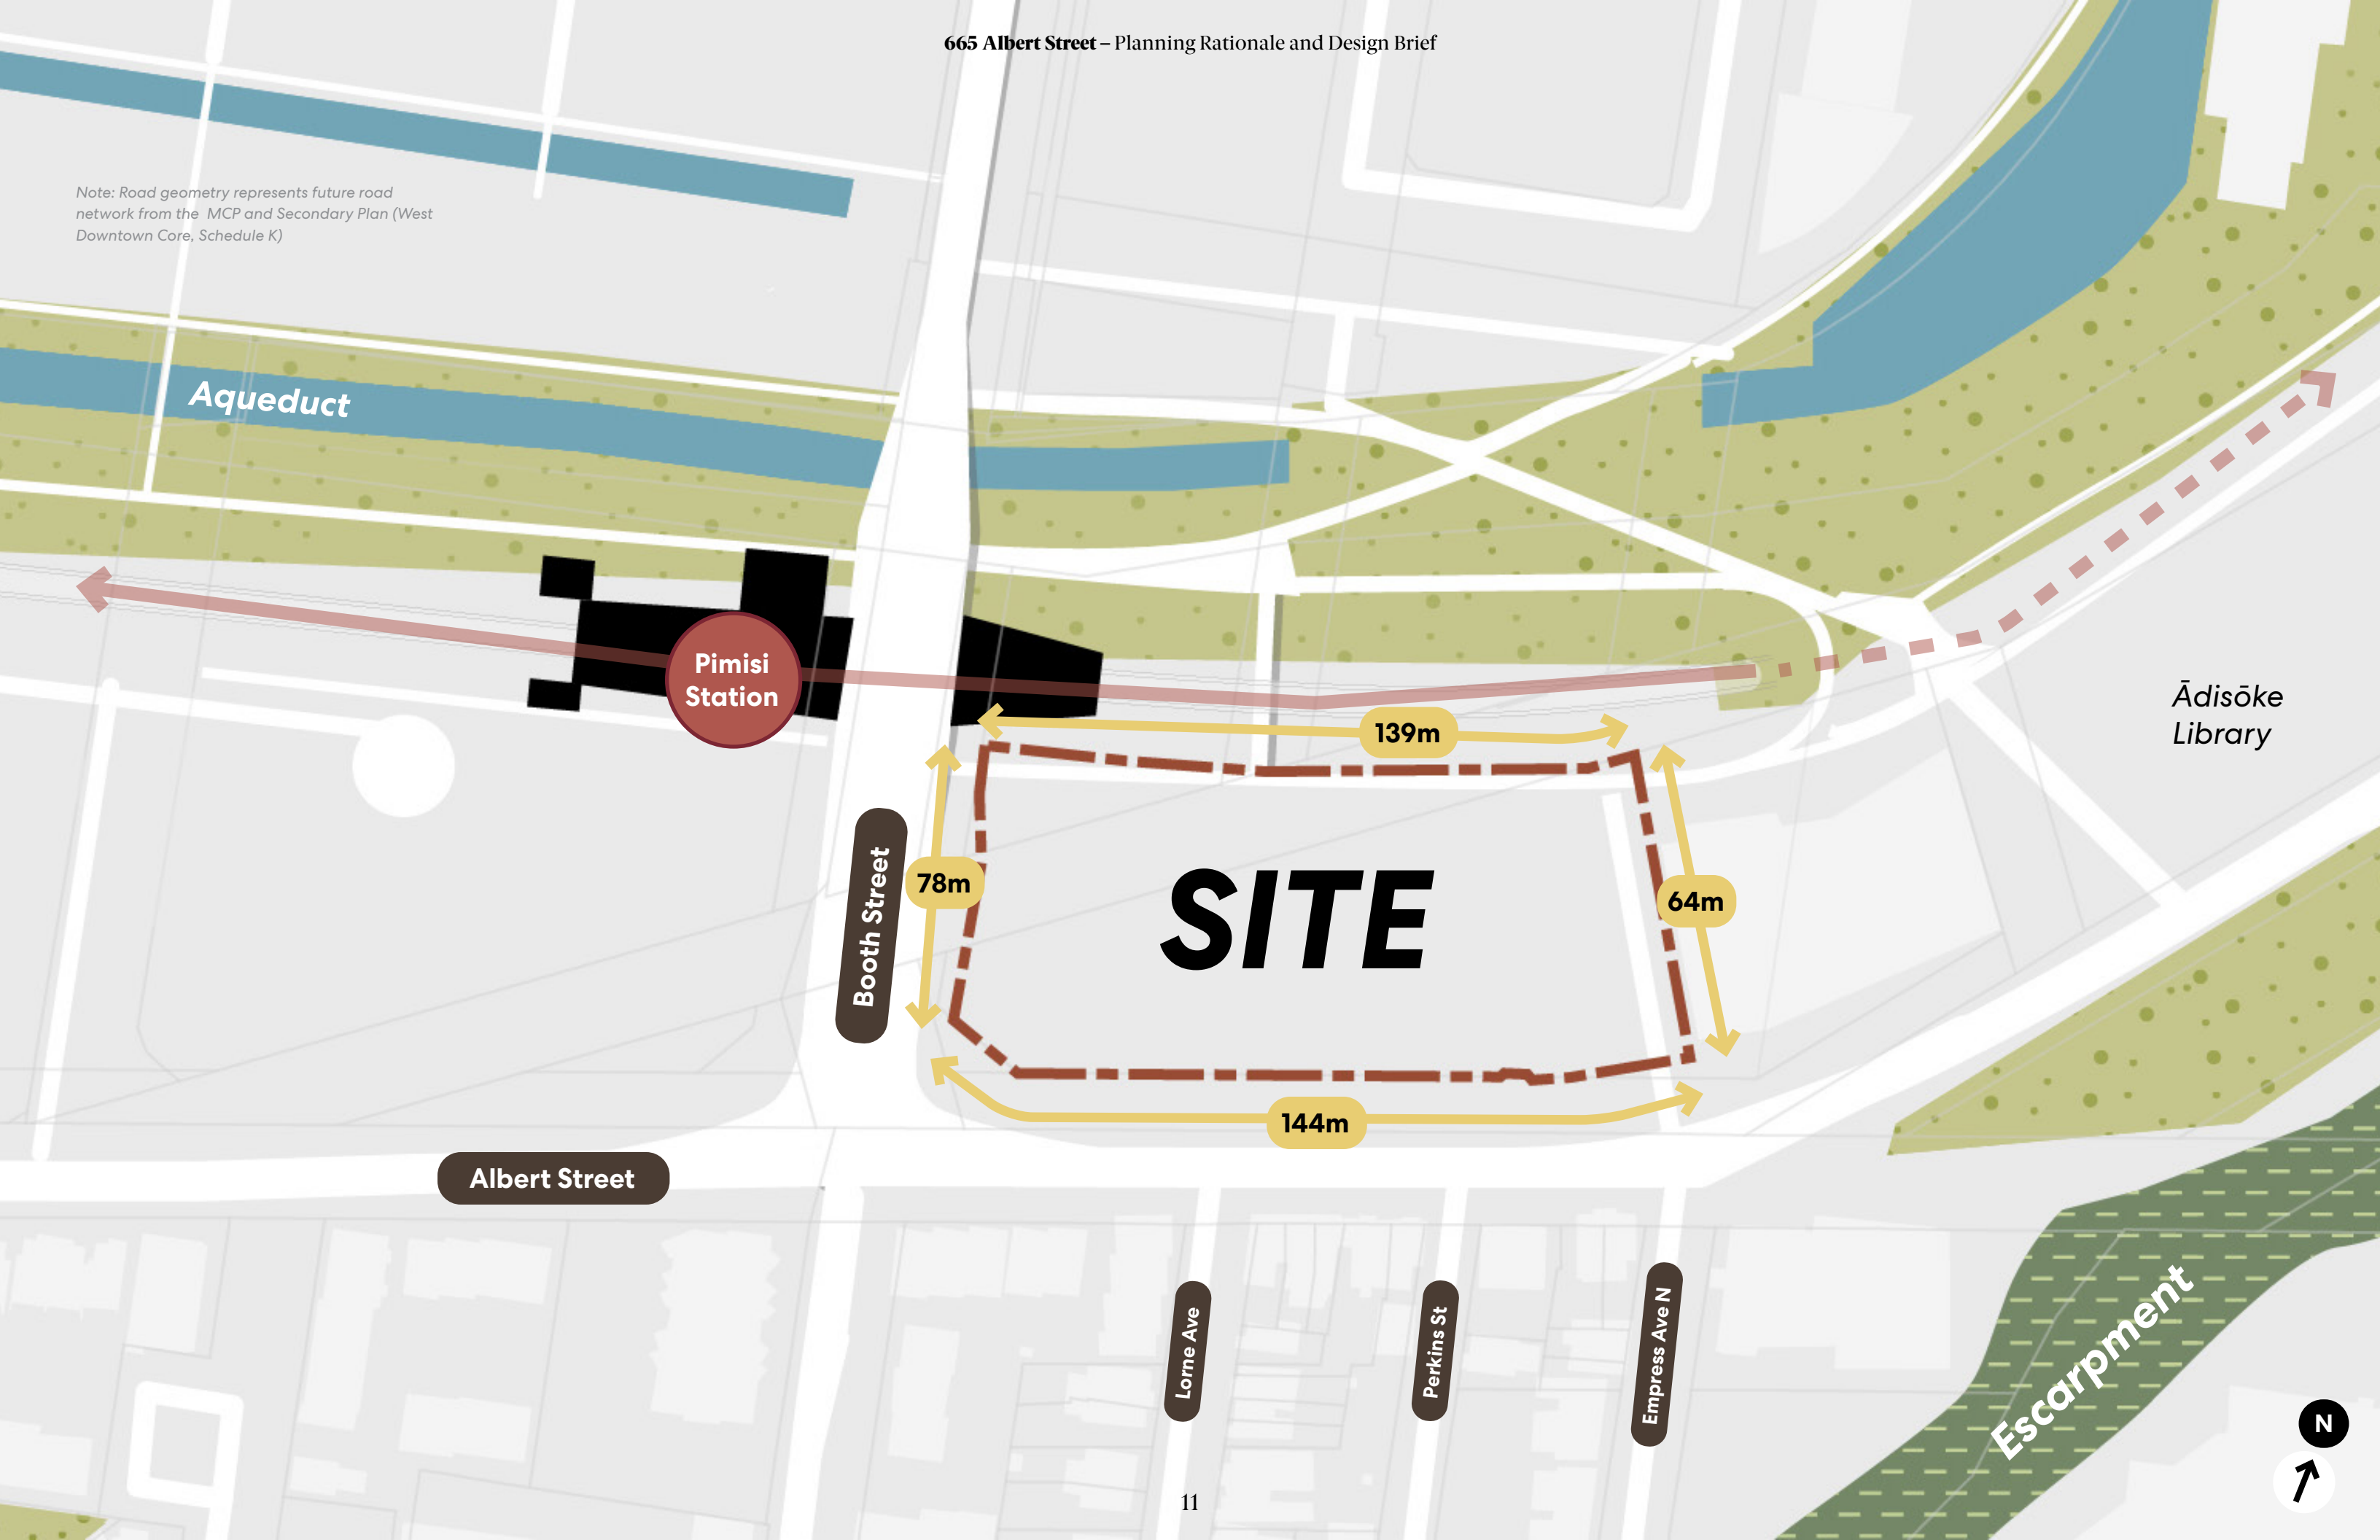 665 Albert Street – Planning Rationale and Design Brief
Note: Road geometry represents future road
network from the MCP and Secondary Plan (West
Downtown Core, Schedule K)
Aqueduct
Pimisi
Station
Ādisōke
Library
139m
78m
64m
SITE
Booth Street
144m
Albert Street
Lorne Ave
Perkins St
Empress Ave N
Escarpment
N
11